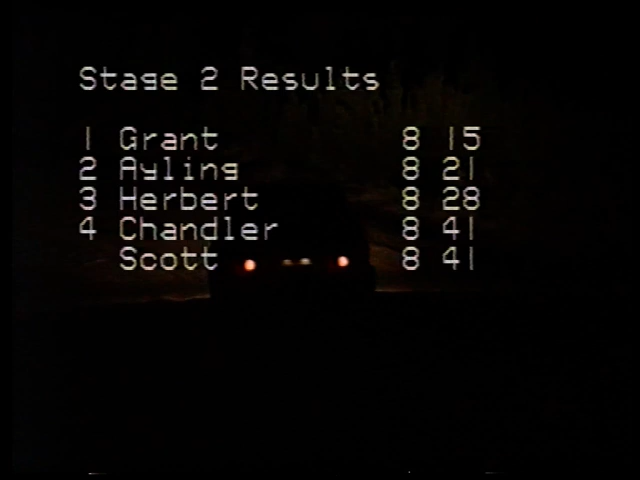 Stage 2 Results
1 Grant 8 15
2 Ayling 8 21
3 Herbert 8 28
4 Chandler 8 41
Scott 8 41